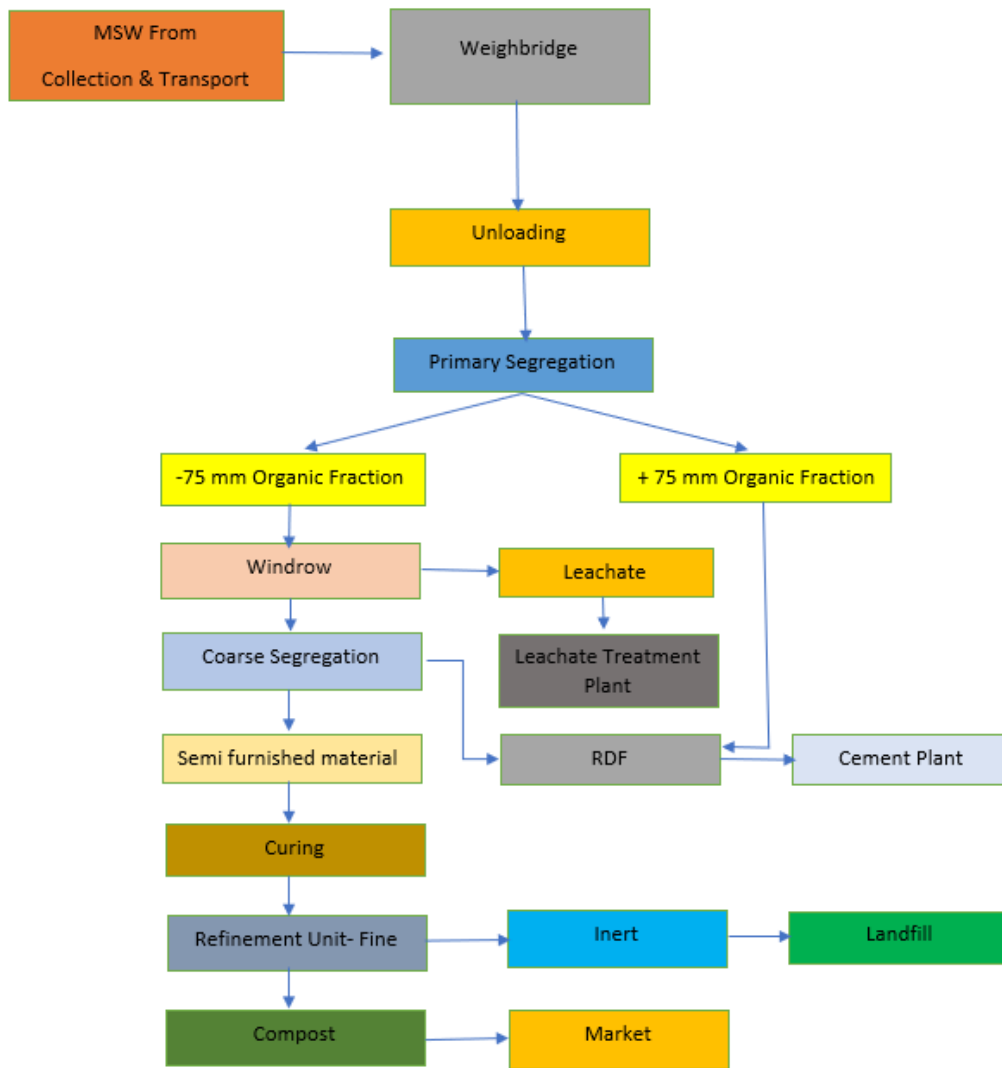 MSW From
Collection & Transport
Weighbridge
Unloading
Primary Segregation
-75 mm Organic Fraction
+ 75 mm Organic Fraction
Windrow
Leachate
Coarse Segregation
Leachate Treatment
Plant
Semi furnished material
RDF
Cement Plant
Curing
Refinement Unit- Fine
Inert
Landfill
Compost
Market